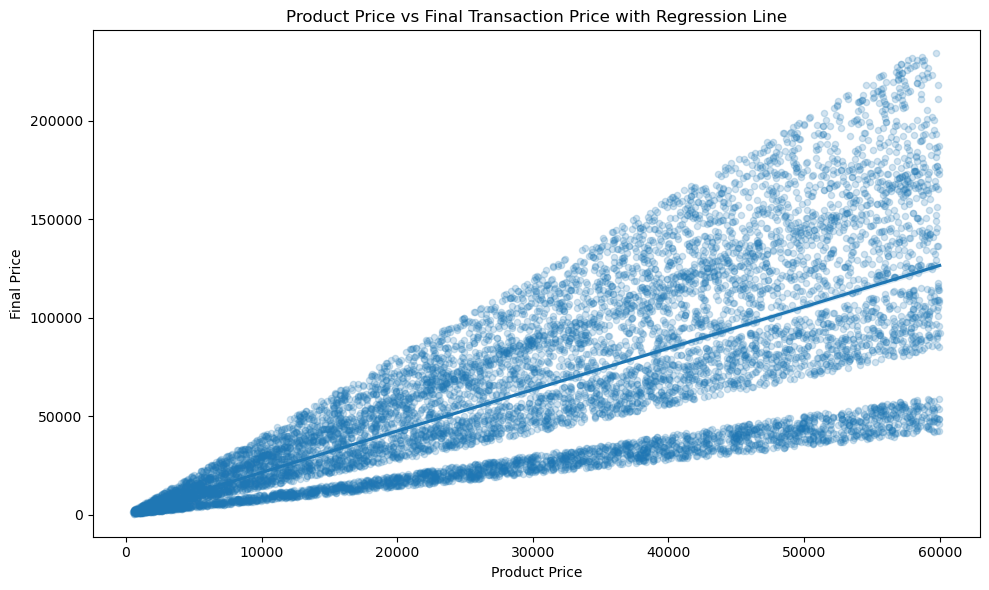 Product Price vs Final Transaction Price with Regression Line
200000
150000
100000
50000
0
Final Price
0 10000 20000 30000 40000 50000 60000
Product Price